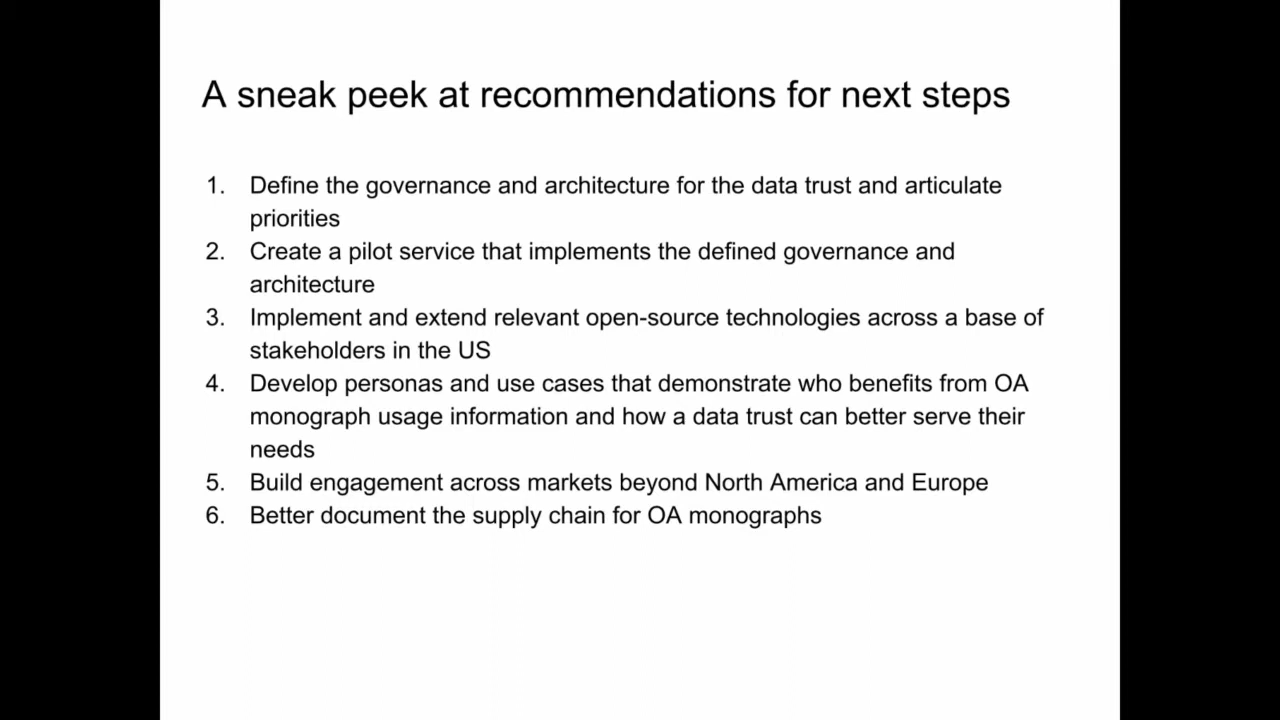 A sneak peek at recommendations for next steps
1. Define the governance and architecture for the data trust and articulate
priorities
2. Create a pilot service that implements the defined governance and
architecture
3. Implement and extend relevant open-source technologies across a base of
stakeholders in the US
4. Develop personas and use cases that demonstrate who benefits from OA
monograph usage information and how a data trust can better serve their
needs
5. Build engagement across markets beyond North America and Europe
6. Better document the supply chain for OA monographs